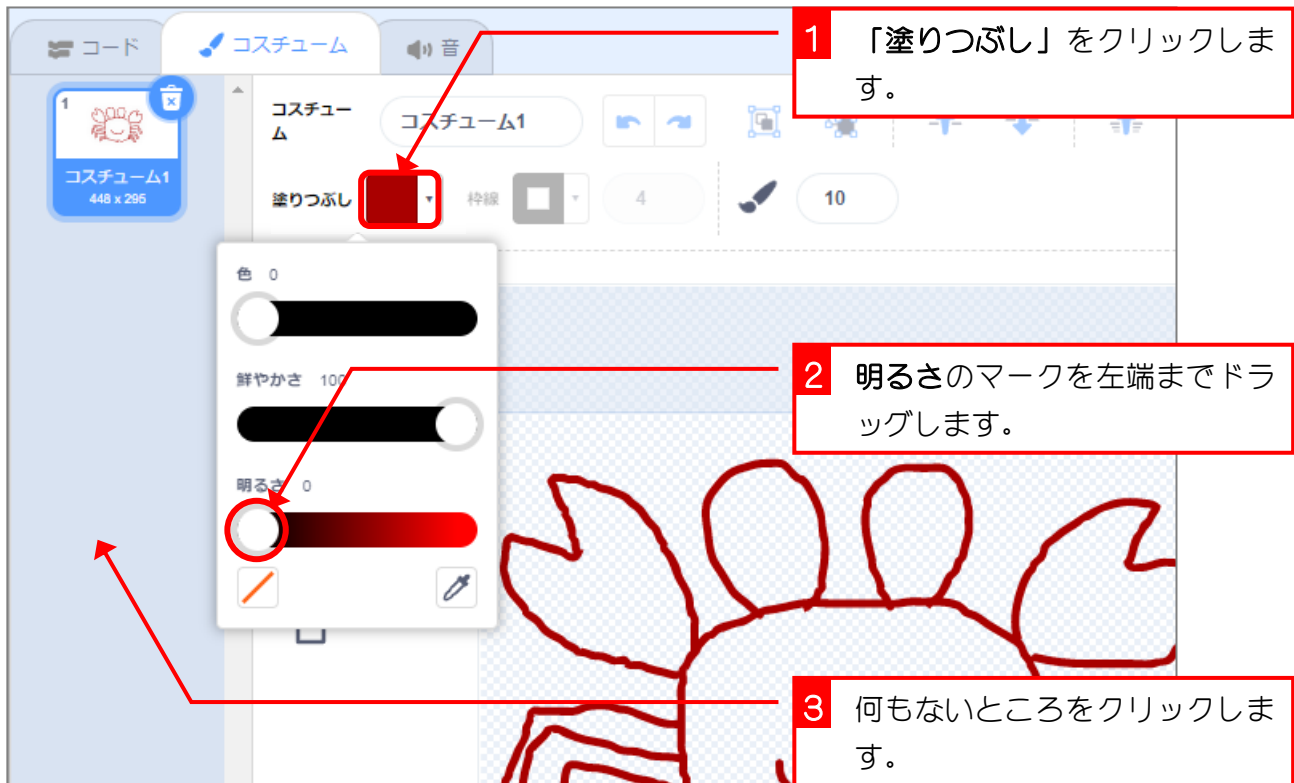 コード
コスチューム
音
1 「塗りつぶし」をクリックしま
す。
1
コスチューム1
448 x 295
コスチュー
ム
コスチューム1
塗りつぶし
枠線
4
10
色 0
鮮やかさ 100
明るさ 0
2 明るさのマークを左端までドラ
ッグします。
3 何もないところをクリックしま
す。